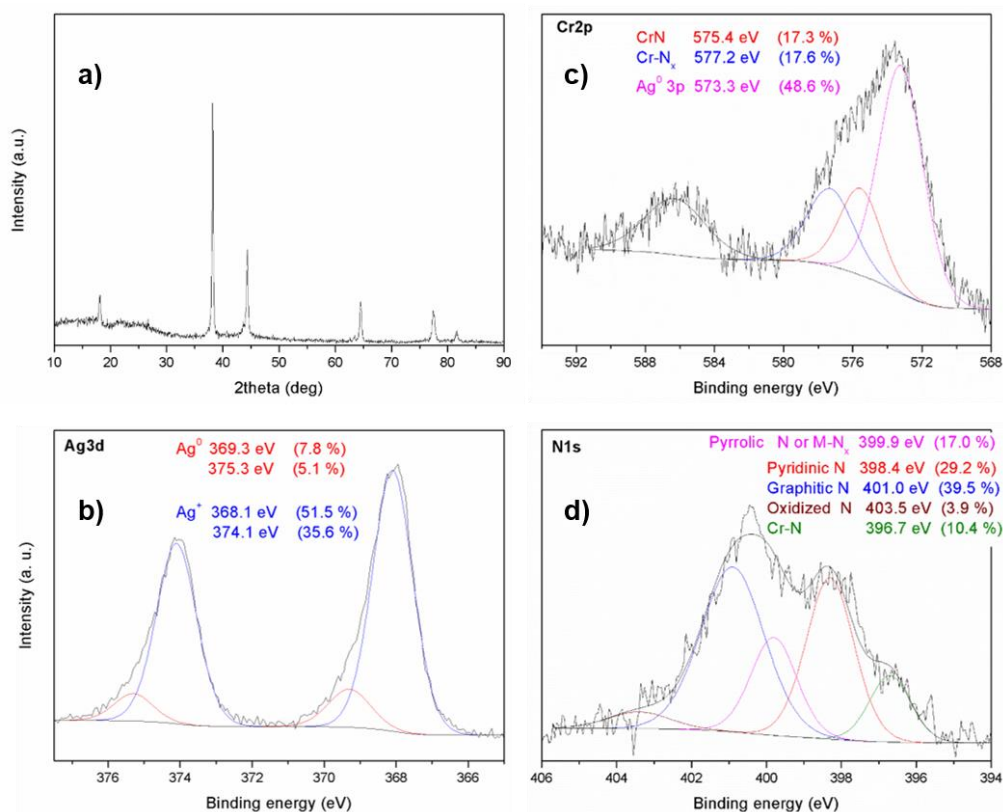 a)
Intensity (a.u.)
10 20 30 40 50 60 70 80 90
2theta (deg)
Cr2p
CrN 575.4 eV (17.3 %)
Cr-Nx 577.2 eV (17.6 %)
Ag0 3p 573.3 eV (48.6 %)
c)
592 588 584 580 576 572 568
Binding energy (eV)
Ag3d
Ag0 369.3 eV (7.8 %)
375.3 eV (5.1 %)
Ag+ 368.1 eV (51.5 %)
374.1 eV (35.6 %)
b)
Intensity (a. u.)
376 374 372 370 368 366
Binding energy (eV)
N1s
Pyrrolic N or M-Nx 399.9 eV (17.0 %)
Pyridinic N 398.4 eV (29.2 %)
Graphitic N 401.0 eV (39.5 %)
Oxidized N 403.5 eV (3.9 %)
Cr-N 396.7 eV (10.4 %)
d)
406 404 402 400 398 396 394
Binding energy (eV)